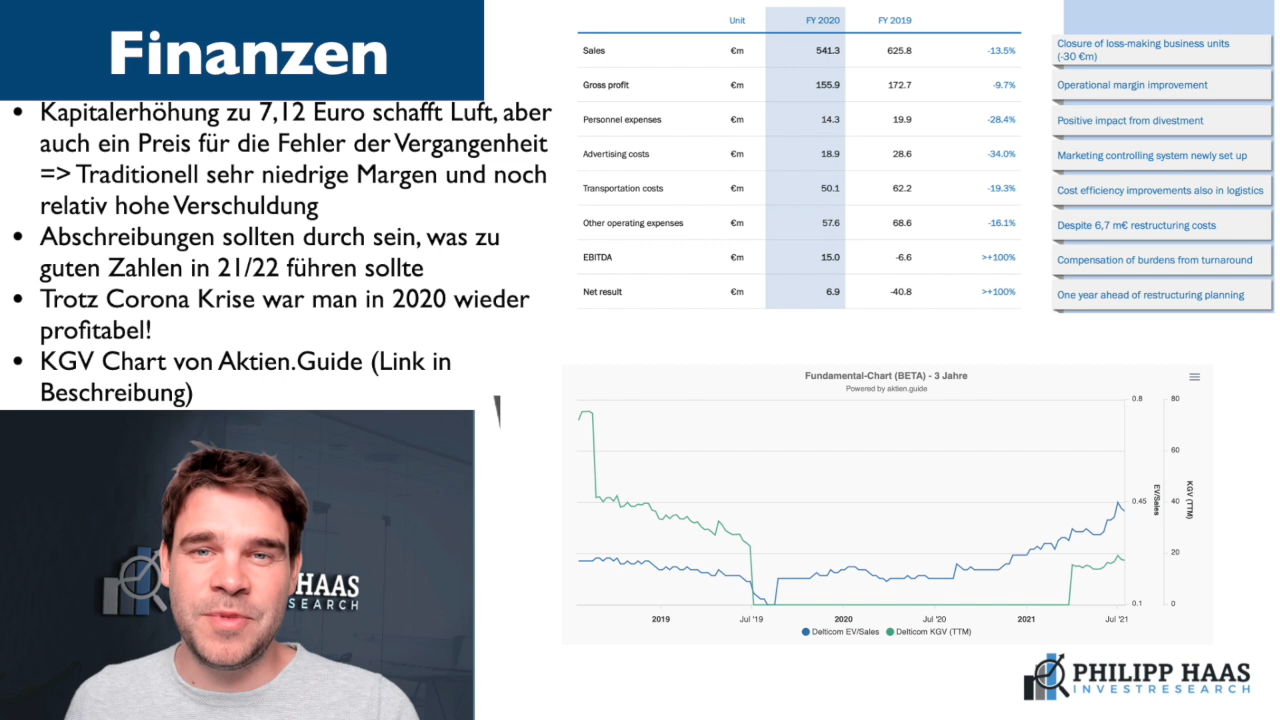 Finanzen
• Kapitalerhöhung zu 7,12 Euro schafft Luft, aber
auch ein Preis für die Fehler der Vergangenheit
=> Traditionell sehr niedrige Margen und noch
relativ hohe Verschuldung
• Abschreibungen sollten durch sein, was zu
guten Zahlen in 21/22 führen sollte
• Trotz Corona Krise war man in 2020 wieder
profitabel!
• KGV Chart von Aktien.Guide (Link in
Beschreibung)
Unit FY 2020 FY 2019
Sales €m 541.3 625.8 -13.5%
Gross profit €m 155.9 172.7 -9.7%
Personnel expenses €m 14.3 19.9 -28.4%
Advertising costs €m 18.9 28.6 -34.0%
Transportation costs €m 50.1 62.2 -19.3%
Other operating expenses €m 57.6 68.6 -16.1%
EBITDA €m 15.0 -6.6 >+100%
Net result €m 6.9 -40.8 >+100%
Closure of loss-making business units
(-30 €m)
Operational margin improvement
Positive impact from divestment
Marketing controlling system newly set up
Cost efficiency improvements also in logistics
Despite 6,7 m€ restructuring costs
Compensation of burdens from turnaround
One year ahead of restructuring planning
Fundamental-Chart (BETA) - 3 Jahre
Powered by aktien.guide
0.8 80
60
0.45 40
20
0.1 0
EV/Sales
KGV (TTM)
2019 Jul '19 2020 Jul '20 2021 Jul '21
Delticom EV/Sales Delticom KGV (TTM)
HAAS
SEARCH
PHILIPP HAAS
INVESTRESEARCH